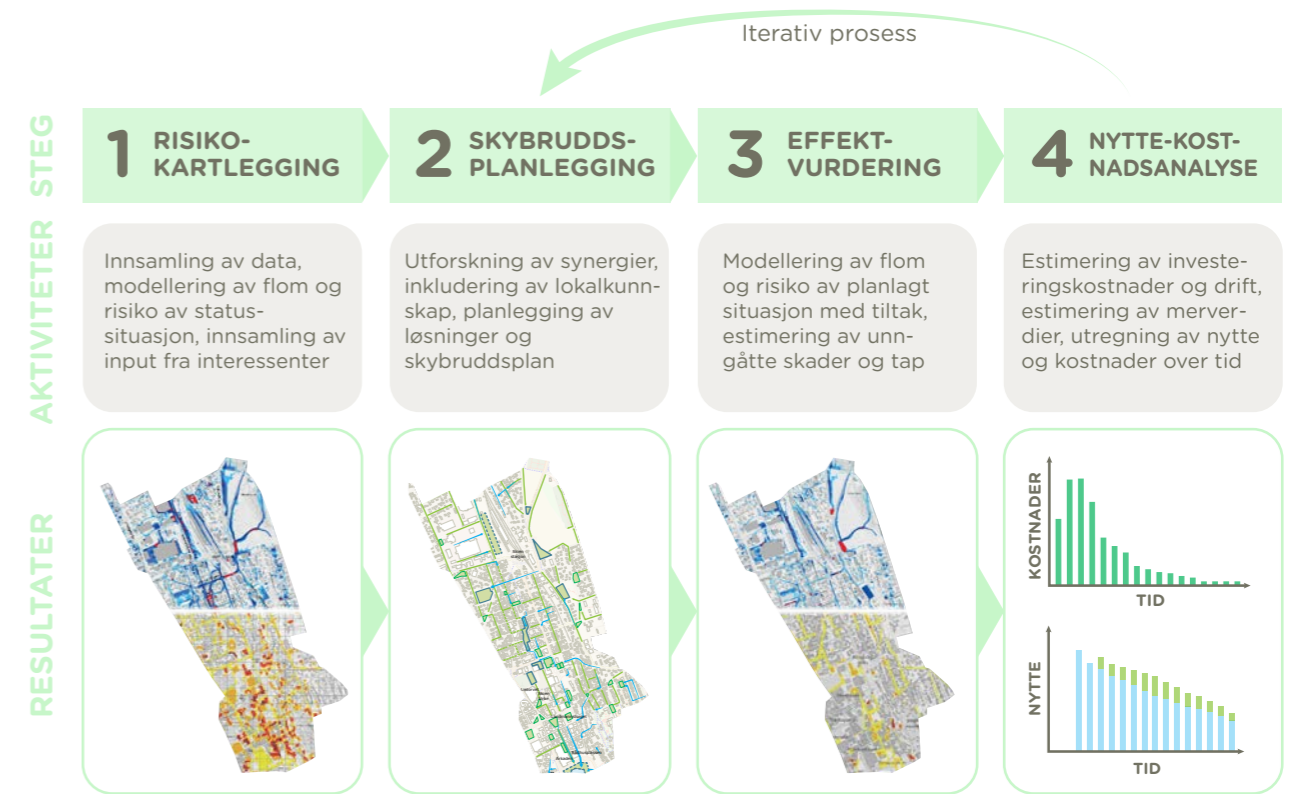 Iterativ prosess
STEG
1 RISIKO-
KARTLEGGING
2 SKYBRUDDS-
PLANLEGGING
3 EFFEKT-
VURDERING
4 NYTTE-KOST-
NADSANALYSE
AKTIVITETER
Innsamling av data,
modellering av flom og
risiko av status-
situasjon, innsamling av
input fra interessenter
Utforskning av synergier,
inkludering av lokalkunn-
skap, planlegging av
løsninger og
skybruddsplan
Modellering av flom
og risiko av planlagt
situasjon med tiltak,
estimering av unn-
gåtte skader og tap
Estimering av investe-
ringskostnader og drift,
estimering av merver-
dier, utregning av nytte
og kostnader over tid
RESULTATER
KOSTNADER
TID
NYTTE
TID